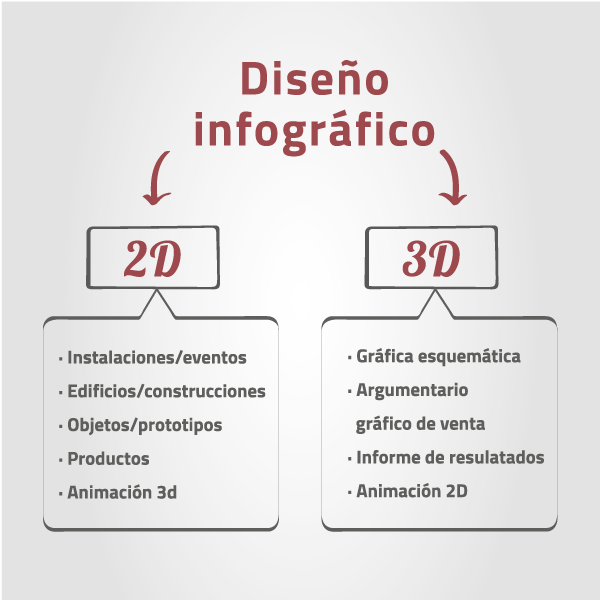 Diseño
infográfico
2D
· Instalaciones/eventos
· Edificios/construcciones
· Objetos/prototipos
· Productos
· Animación 3d
3D
· Gráfica esquemática
· Argumentario
gráfico de venta
· Informe de resulatados
· Animación 2D